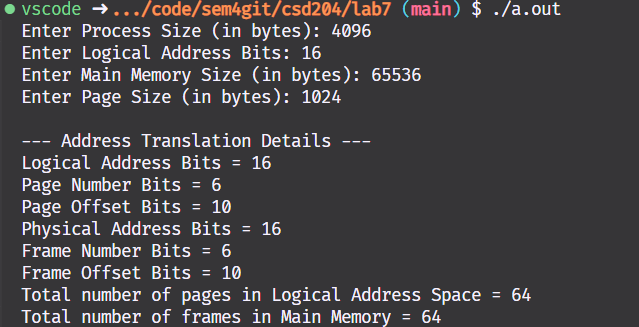 vscode ➜.../code/sem4git/csd204/lab7 (main) $ ./a.out
Enter Process Size (in bytes): 4096
Enter Logical Address Bits: 16
Enter Main Memory Size (in bytes): 65536
Enter Page Size (in bytes): 1024

--- Address Translation Details ---
Logical Address Bits = 16
Page Number Bits = 6
Page Offset Bits = 10
Physical Address Bits = 16
Frame Number Bits = 6
Frame Offset Bits = 10
Total number of pages in Logical Address Space = 64
Total number of frames in Main Memory = 64